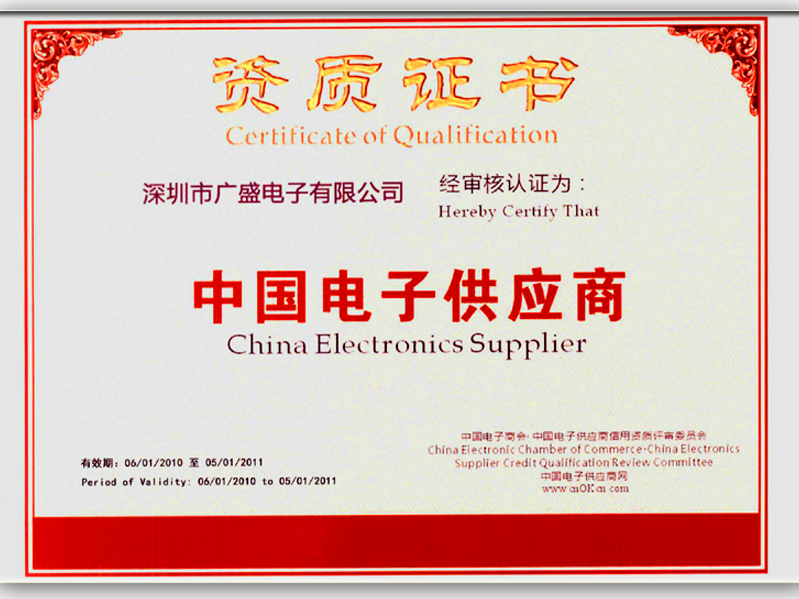 资质证书
Certificate of Qualification
深圳市广盛电子有限公司 经审核认证为：
Hereby Certify That
中国电子供应商
China Electronics Supplier
中国电子商会·中国电子供应商信用资质评审委员会
China Electronic Chamber of Commerce·China Electronics
Supplier Credit Qualification Review Committee
中国电子供应商网
www.cnOKcn.com
有效期：06/01/2010 至 05/01/2011
Period of Validity: 06/01/2010 to 05/01/2011